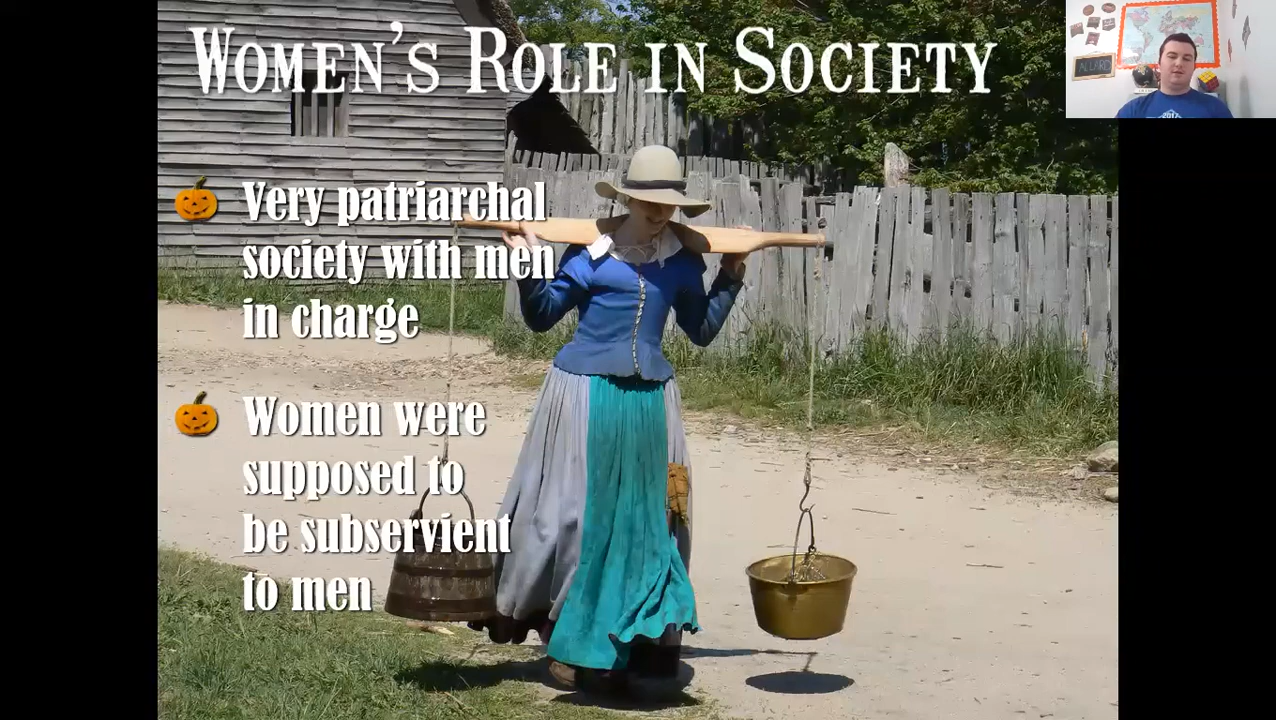 Women's Role in Society
Very patriarchal
society with men
in charge
Women were
supposed to
be subservient
to men